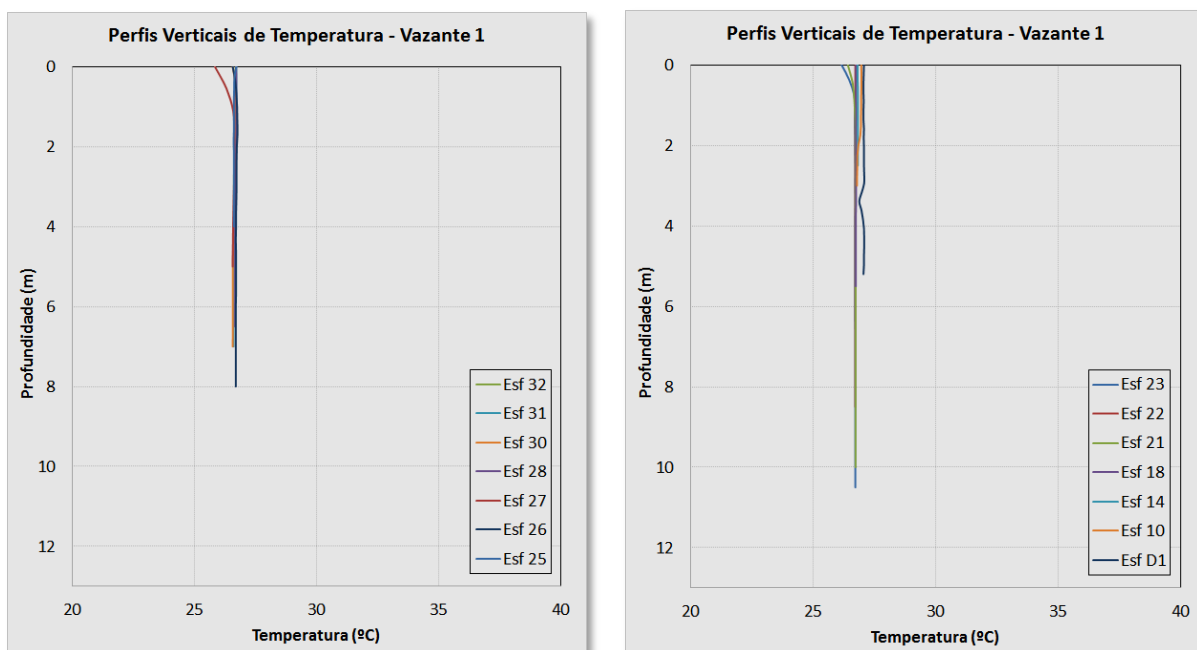 Perfis Verticais de Temperatura - Vazante 1
0
2
4
6
8
10
12
Profundidade (m)
Esf 32
Esf 31
Esf 30
Esf 28
Esf 27
Esf 26
Esf 25
20 25 30 35 40
Temperatura (ºC)
Perfis Verticais de Temperatura - Vazante 1
0
2
4
6
8
10
12
Profundidade (m)
Esf 23
Esf 22
Esf 21
Esf 18
Esf 14
Esf 10
Esf D1
20 25 30 35 40
Temperatura (ºC)